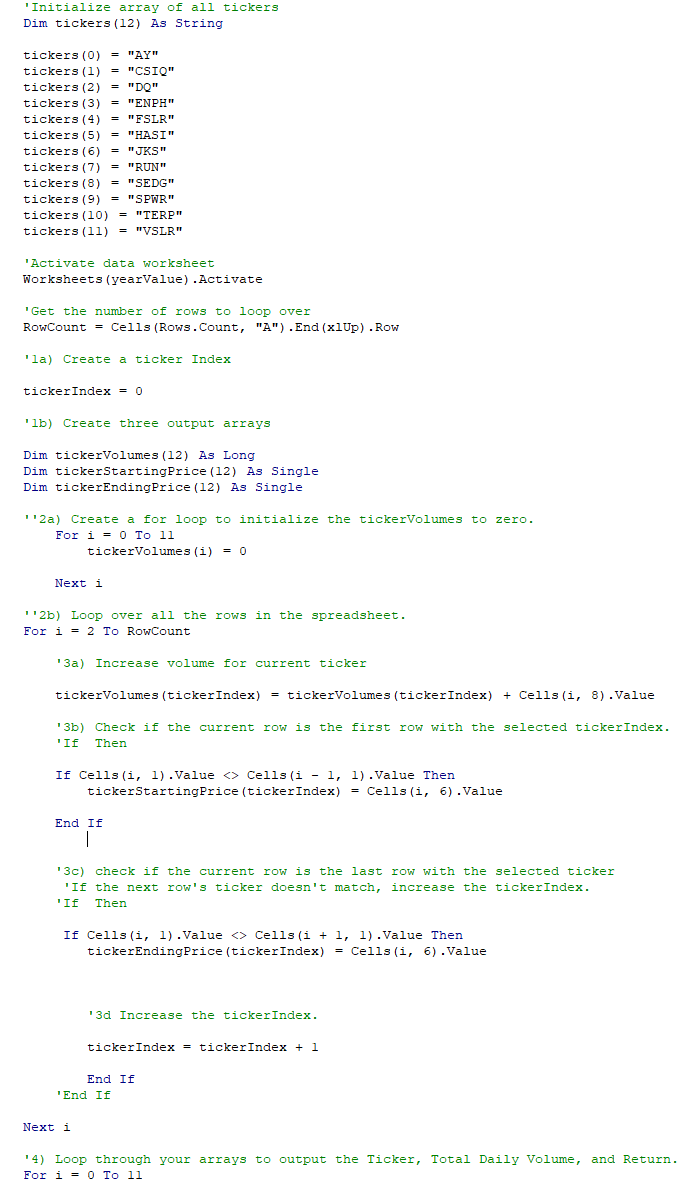 'Initialize array of all tickers
Dim tickers(12) As String
tickers(0) = "AY"
tickers(1) = "CSIQ"
tickers(2) = "DQ"
tickers(3) = "ENPH"
tickers(4) = "FSLR"
tickers(5) = "HASI"
tickers(6) = "JKS"
tickers(7) = "RUN"
tickers(8) = "SEDG"
tickers(9) = "SPWR"
tickers(10) = "TERP"
tickers(11) = "VSLR"
'Activate data worksheet
Worksheets(yearValue).Activate
'Get the number of rows to loop over
RowCount = Cells(Rows.Count, "A").End(xlUp).Row
'1a) Create a ticker Index
tickerIndex = 0
'1b) Create three output arrays
Dim tickerVolumes(12) As Long
Dim tickerStartingPrice(12) As Single
Dim tickerEndingPrice(12) As Single
''2a) Create a for loop to initialize the tickerVolumes to zero.
For i = 0 To 11
tickerVolumes(i) = 0
Next i
''2b) Loop over all the rows in the spreadsheet.
For i = 2 To RowCount
'3a) Increase volume for current ticker
tickerVolumes(tickerIndex) = tickerVolumes(tickerIndex) + Cells(i, 8).Value
'3b) Check if the current row is the first row with the selected tickerIndex.
'If  Then
If Cells(i, 1).Value <> Cells(i - 1, 1).Value Then
tickerStartingPrice(tickerIndex) = Cells(i, 6).Value
End If
'3c) check if the current row is the last row with the selected ticker
'If the next row's ticker doesn't match, increase the tickerIndex.
'If  Then
If Cells(i, 1).Value <> Cells(i + 1, 1).Value Then
tickerEndingPrice(tickerIndex) = Cells(i, 6).Value
'3d Increase the tickerIndex.
tickerIndex = tickerIndex + 1
End If
'End If
Next i
'4) Loop through your arrays to output the Ticker, Total Daily Volume, and Return.
For i = 0 To 11